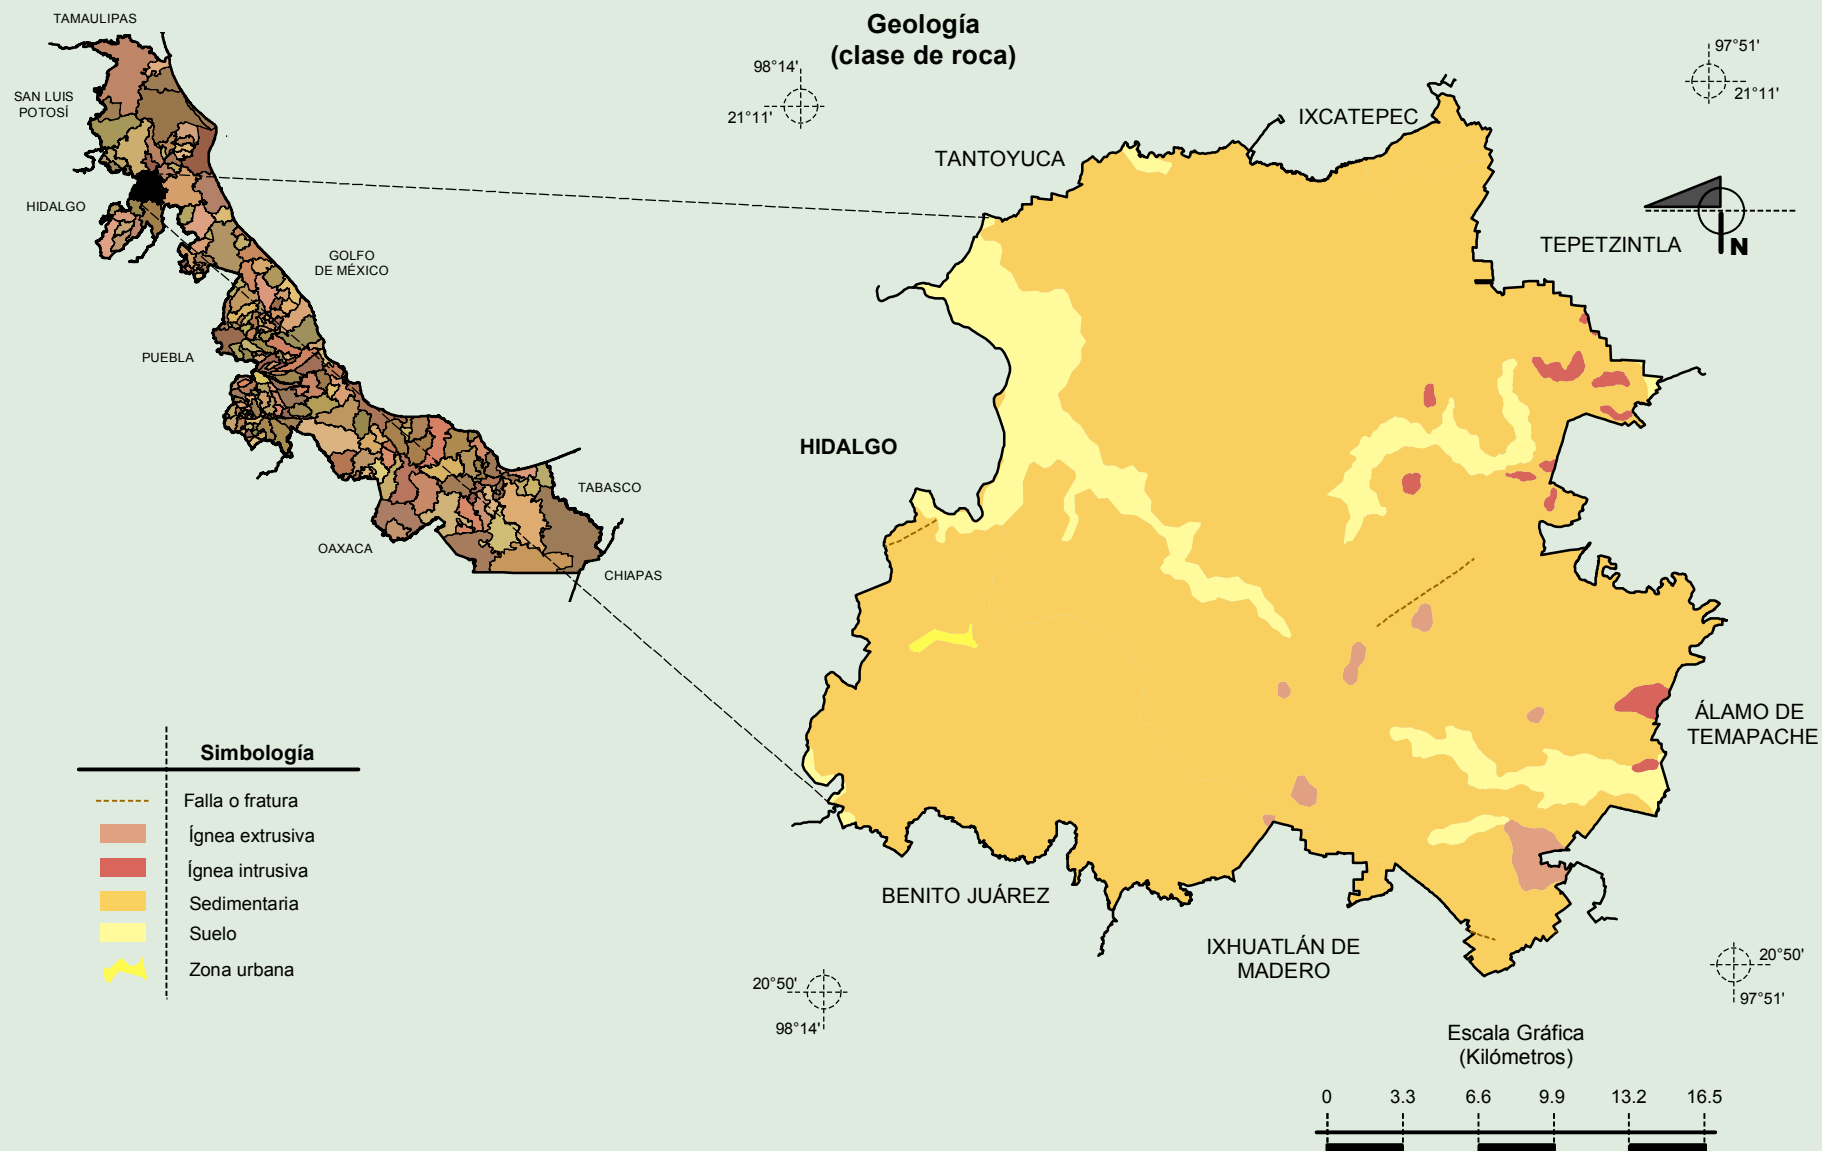 Geología
(clase de roca)
TAMAULIPAS
SAN LUIS
POTOSÍ
HIDALGO
GOLFO
DE MÉXICO
PUEBLA
TABASCO
OAXACA
CHIAPAS
98°14'
21°11'
97°51'
21°11'
IXCATEPEC
TANTOYUCA
TEPETZINTLA
N
HIDALGO
ÁLAMO DE
TEMAPACHE
BENITO JUÁREZ
IXHUATLÁN DE
MADERO
20°50'
98°14'
20°50'
97°51'
Simbología
Falla o fratura
Ígnea extrusiva
Ígnea intrusiva
Sedimentaria
Suelo
Zona urbana
Escala Gráfica
(Kilómetros)
0 3.3 6.6 9.9 13.2 16.5